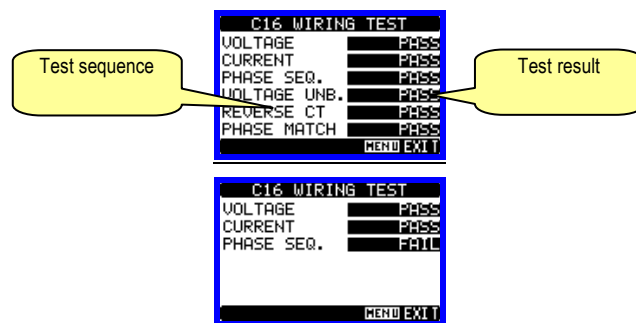 C16 WIRING TEST
VOLTAGE PASS
CURRENT PASS
PHASE SEQ. PASS
VOLTAGE UNB. PASS
REVERSE CT PASS
PHASE MATCH PASS
MENU EXIT
Test sequence
Test result
C16 WIRING TEST
VOLTAGE PASS
CURRENT PASS
PHASE SEQ. FAIL
MENU EXIT